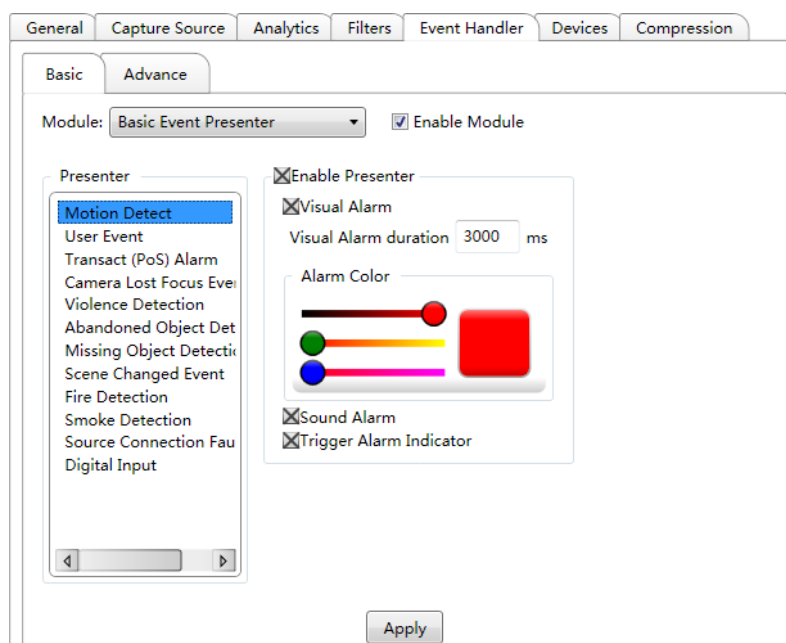 General Capture Source Analytics Filters Event Handler Devices Compression
Basic Advance
Module: Basic Event Presenter Enable Module
Presenter
Motion Detect
User Event
Transact (PoS) Alarm
Camera Lost Focus Eve
Violence Detection
Abandoned Object Det
Missing Object Detectio
Scene Changed Event
Fire Detection
Smoke Detection
Source Connection Fau
Digital Input
Enable Presenter
Visual Alarm
Visual Alarm duration 3000 ms
Alarm Color
Sound Alarm
Trigger Alarm Indicator
Apply